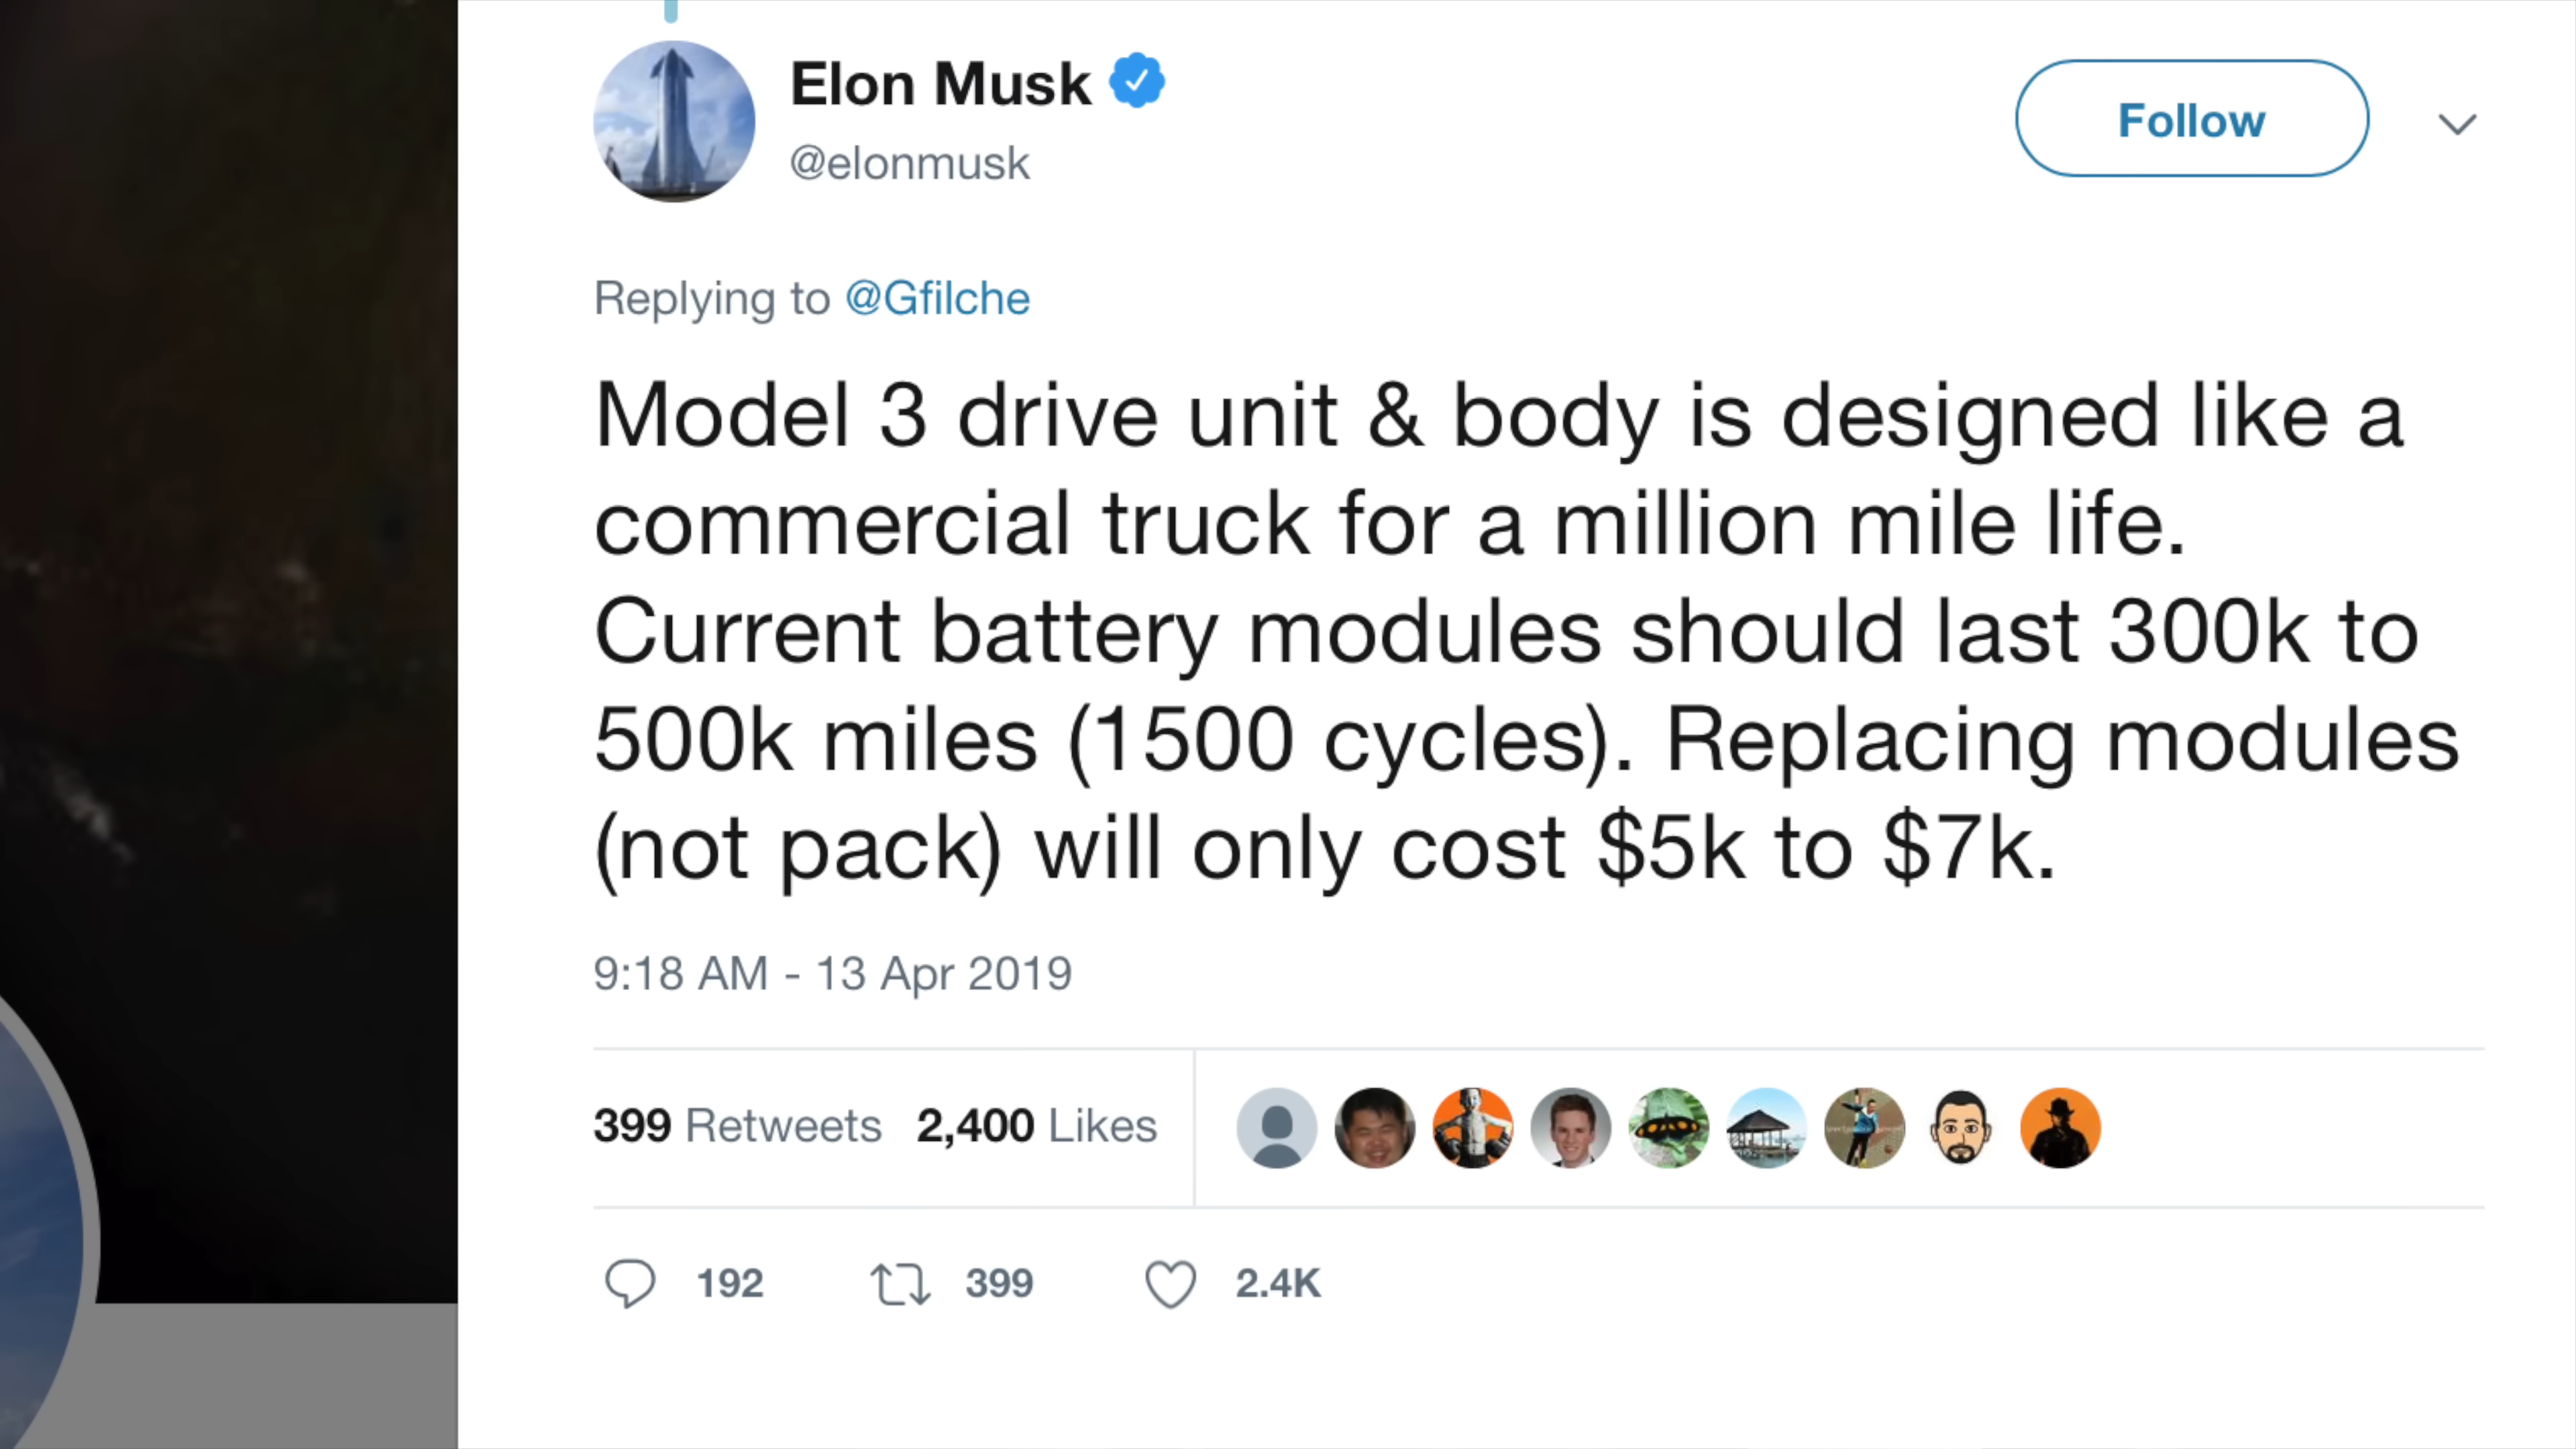 Elon Musk
@elonmusk
Follow
Replying to @Gfilche
Model 3 drive unit & body is designed like a
commercial truck for a million mile life.
Current battery modules should last 300k to
500k miles (1500 cycles). Replacing modules
(not pack) will only cost $5k to $7k.
9:18 AM - 13 Apr 2019
399 Retweets 2,400 Likes
192 399 2.4K